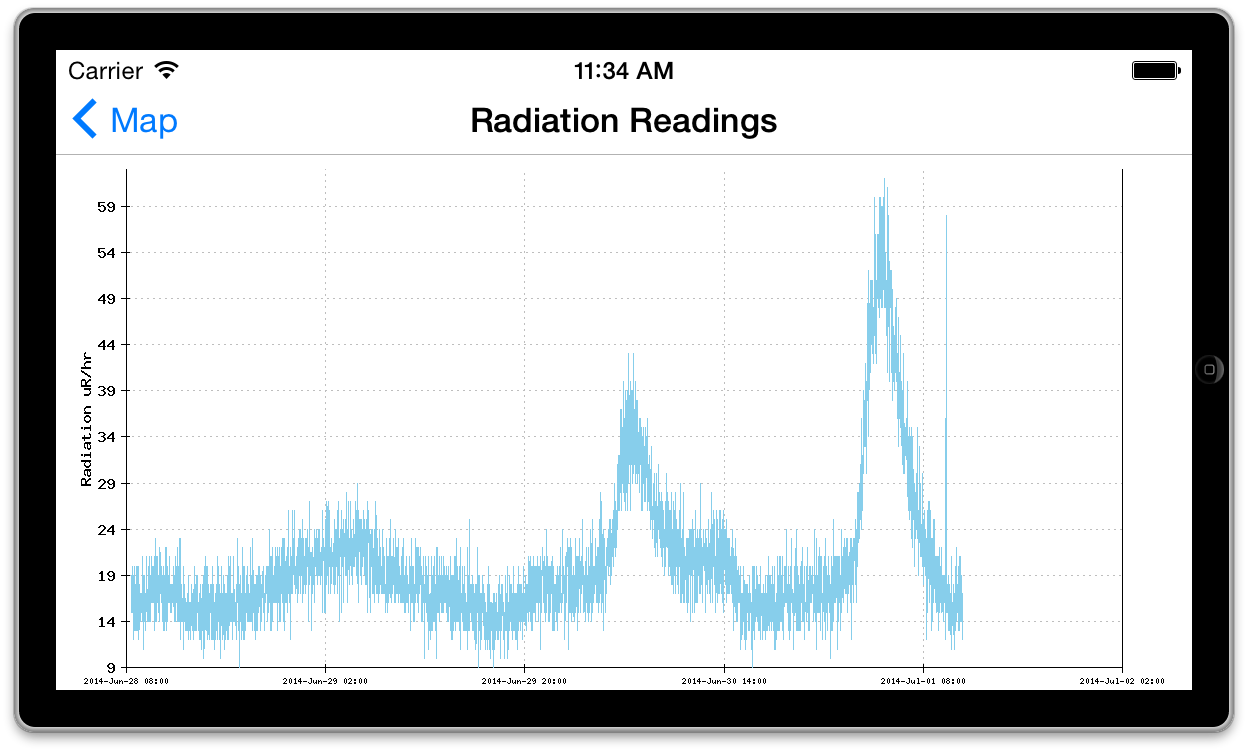 Carrier 11:34 AM
Map Radiation Readings
Radiation uR/hr
59
54
49
44
39
34
29
24
19
14
9
2014-Jun-28 08:00 2014-Jun-29 02:00 2014-Jun-29 20:00 2014-Jun-30 14:00 2014-Jul-01 08:00 2014-Jul-02 02:00